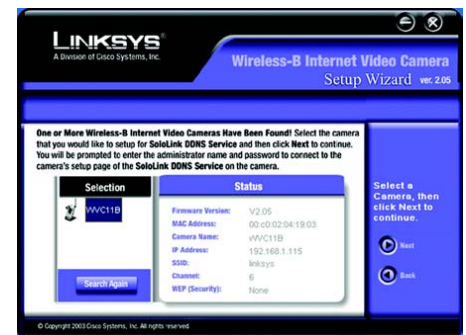 LINKSYS®
A Division of Cisco Systems, Inc.
Wireless-B Internet Video Camera
Setup Wizard ver. 2.05
One or More Wireless-B Internet Video Cameras Have Been Found! Select the camera
that you would like to setup for SoloLink DDNS Service and then click Next to continue.
You will be prompted to enter the administrator name and password to connect to the
camera's setup page of the SoloLink DDNS Service on the camera.
Selection
WVC11B
Search Again
Status
Firmware Version: V2.05
MAC Address: 00:c0:02:04:19:03
Camera Name: WVC11B
IP Address: 192.168.1.115
SSID: linksys
Channel: 6
WEP (Security): None
Select a
Camera, then
click Next to
continue.
Next
Back
© Copyright 2003 Cisco Systems, Inc. All rights reserved